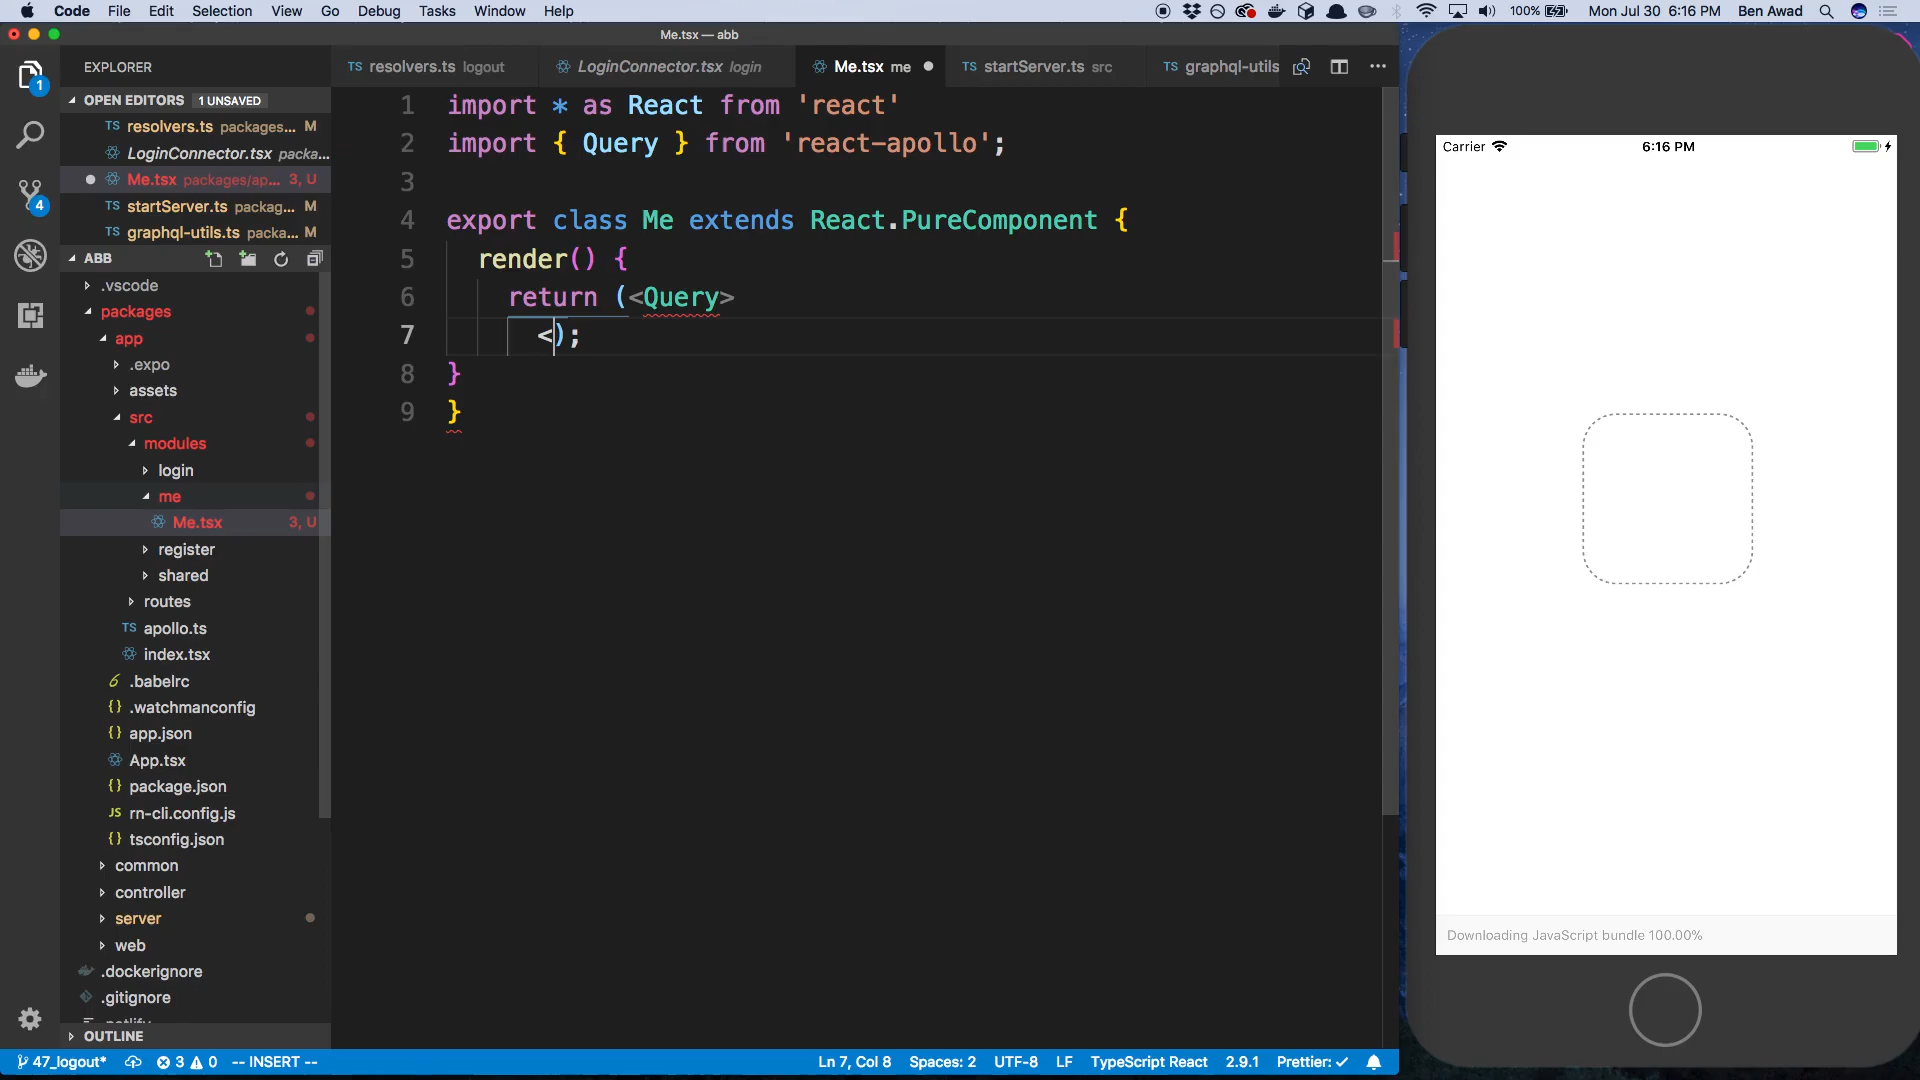 Code File Edit Selection View Go Debug Tasks Window Help 100% Mon Jul 30 6:16 PM Ben Awad
Me.tsx — abb
EXPLORER
OPEN EDITORS 1 UNSAVED
TS resolvers.ts packages... M
LoginConnector.tsx packa...
Me.tsx packages/ap... 3, U
TS startServer.ts packag... M
TS graphql-utils.ts packa... M
ABB
.vscode
packages
app
.expo
assets
src
modules
login
me
Me.tsx 3, U
register
shared
routes
TS apollo.ts
index.tsx
.babelrc
.watchmanconfig
{} app.json
App.tsx
{} package.json
JS rn-cli.config.js
{} tsconfig.json
common
controller
server
web
.dockerignore
.gitignore
OUTLINE
1
4
TS resolvers.ts logout LoginConnector.tsx login Me.tsx me TS startServer.ts src TS graphql-utils
1 import * as React from 'react'
2 import { Query } from 'react-apollo';
3
4 export class Me extends React.PureComponent {
5 render() {
6 return (<Query>
7 <);
8 }
9 }
47_logout* 3 0 -- INSERT -- Ln 7, Col 8 Spaces: 2 UTF-8 LF TypeScript React 2.9.1 Prettier: ✓
Carrier 6:16 PM
Downloading JavaScript bundle 100.00%